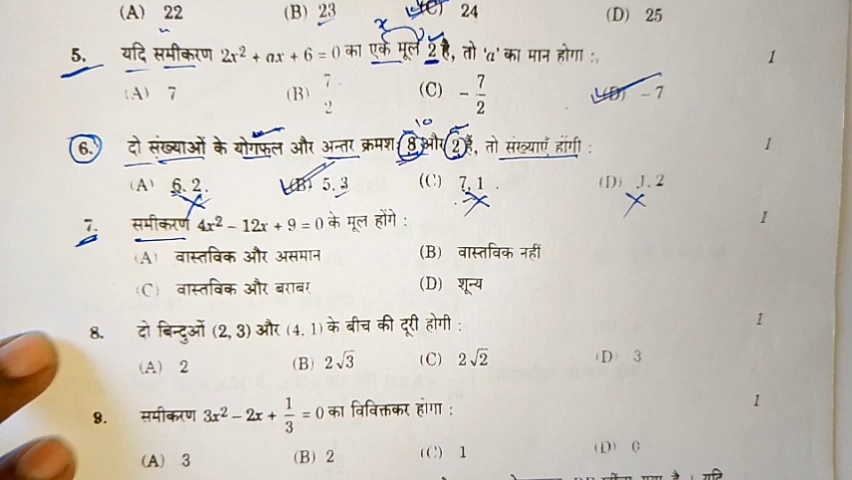 (A) 22 (B) 23 (C) 24 (D) 25
5. यदि समीकरण 2x² + ax + 6 = 0 का एक मूल 2 है, तो 'a' का मान होगा : 1
(A) 7 (B) 7/2 (C) – 7/2 (D) – 7
10
6. दो संख्याओं के योगफल और अन्तर क्रमश: 8 और 2 हैं, तो संख्याएँ होंगी : 1
(A) 6, 2 (B) 5, 3 (C) 7, 1 (D) 1, 2
7. समीकरण 4x² – 12x + 9 = 0 के मूल होंगे : 1
(A) वास्तविक और असमान (B) वास्तविक नहीं
(C) वास्तविक और बराबर (D) शून्य
8. दो बिन्दुओं (2, 3) और (4, 1) के बीच की दूरी होगी : 1
(A) 2 (B) 2√3 (C) 2√2 (D) 3
9. समीकरण 3x² – 2x + 1/3 = 0 का विविक्तकर होगा : 1
(A) 3 (B) 2 (C) 1 (D) 0